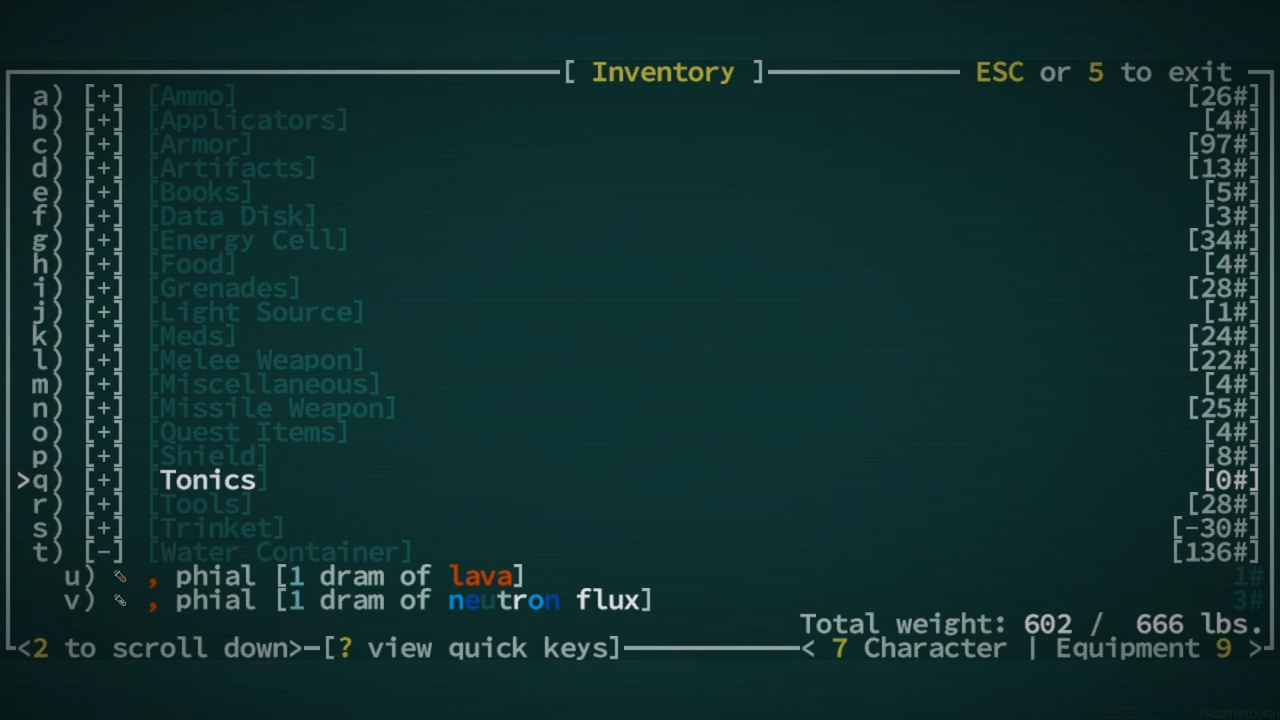 [ Inventory ] ESC or 5 to exit
a) [+] [Ammo] [26#]
b) [+] [Applicators] [4#]
c) [+] [Armor] [97#]
d) [+] [Artifacts] [13#]
e) [+] [Books] [5#]
f) [+] [Data Disk] [3#]
g) [+] [Energy Cell] [34#]
h) [+] [Food] [4#]
i) [+] [Grenades] [28#]
j) [+] [Light Source] [1#]
k) [+] [Meds] [24#]
l) [+] [Melee Weapon] [22#]
m) [+] [Miscellaneous] [4#]
n) [+] [Missile Weapon] [25#]
o) [+] [Quest Items] [4#]
p) [+] [Shield] [8#]
>q) [+] [Tonics] [0#]
r) [+] [Tools] [28#]
s) [+] [Trinket] [-30#]
t) [-] [Water Container] [136#]
u) , phial [1 dram of lava] 1#
v) , phial [1 dram of neutron flux] 3#
Total weight: 602 / 666 lbs.
<2 to scroll down> [? view quick keys] < 7 Character | Equipment 9 >